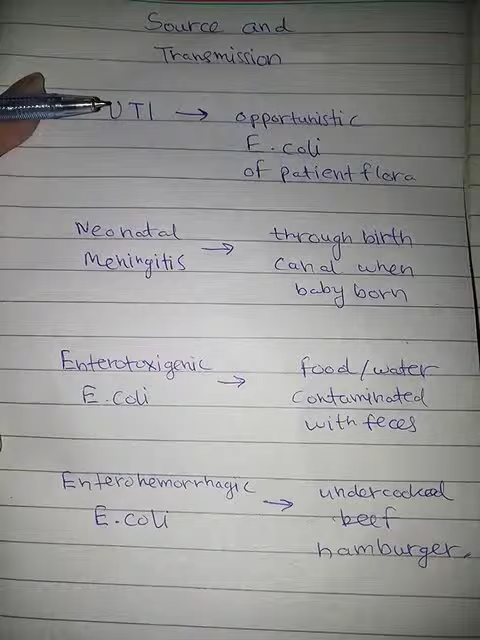 Source and
Transmission
UTI → opportunistic
E.coli
of patient flora
Neonatal
Meningitis → through birth
canal when
baby born
Enterotoxigenic
E.coli → food/water
contaminated
with feces
Enterohemorrhagic
E.coli → undercooked
beef
hamburger.